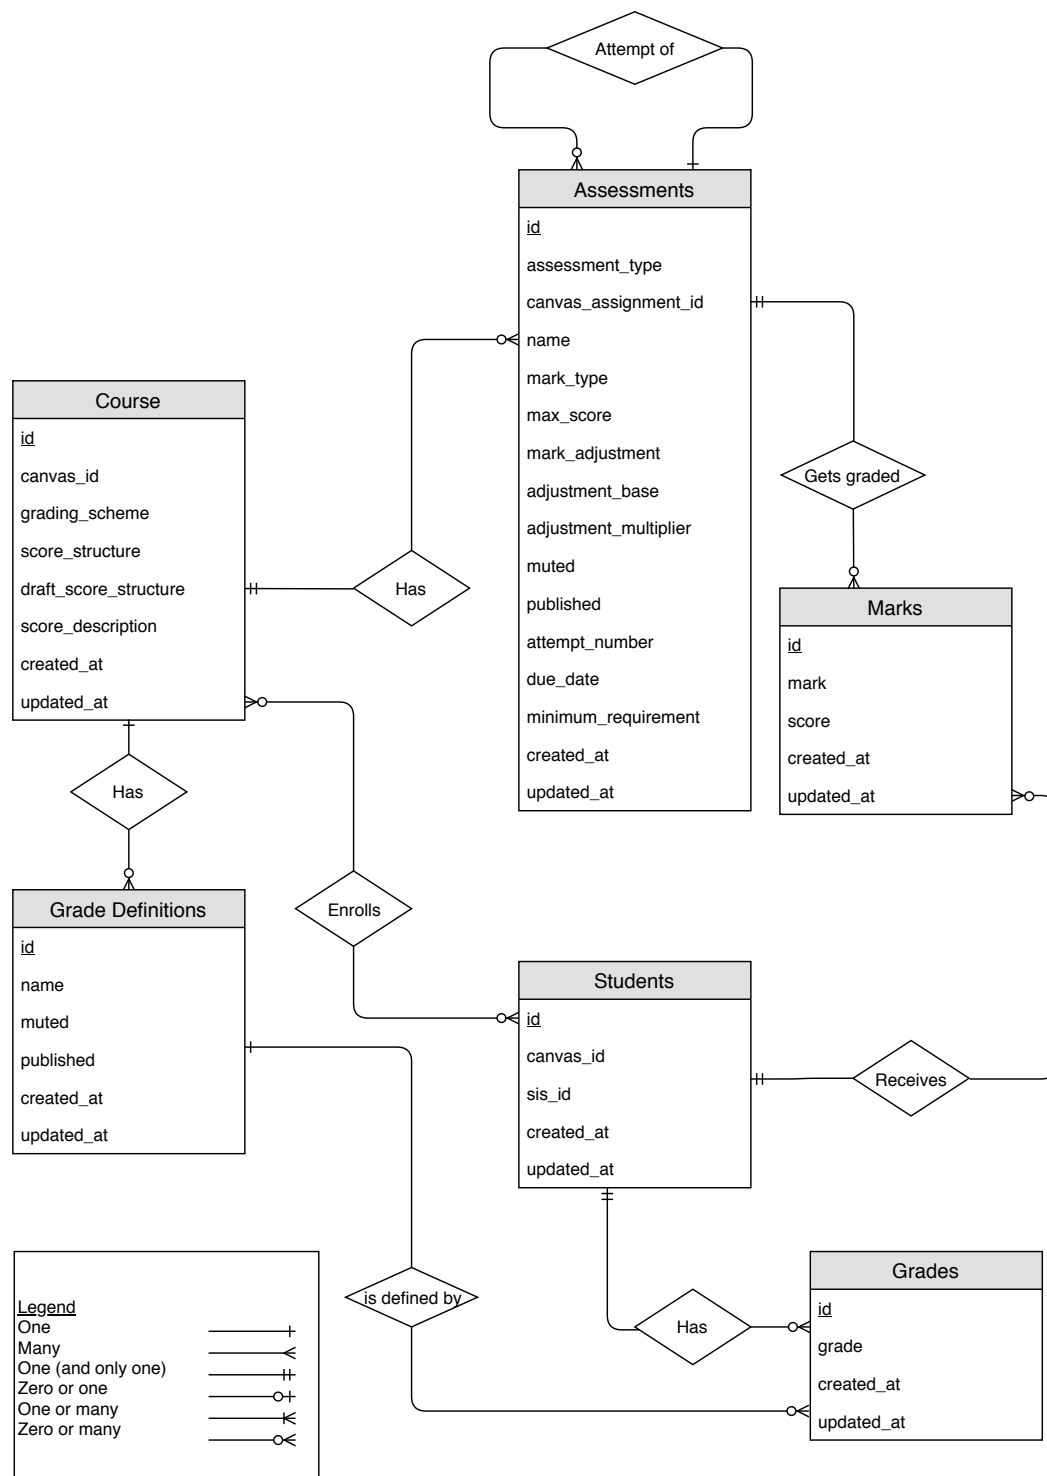 Attempt of
Assessments
id
assessment_type
canvas_assignment_id
name
mark_type
max_score
mark_adjustment
adjustment_base
adjustment_multiplier
muted
published
attempt_number
due_date
minimum_requirement
created_at
updated_at
Course
id
canvas_id
grading_scheme
score_structure
draft_score_structure
score_description
created_at
updated_at
Has
Gets graded
Marks
id
mark
score
created_at
updated_at
Has
Grade Definitions
id
name
muted
published
created_at
updated_at
Enrolls
Students
id
canvas_id
sis_id
created_at
updated_at
Receives
is defined by
Has
Grades
id
grade
created_at
updated_at
Legend
One
Many
One (and only one)
Zero or one
One or many
Zero or many